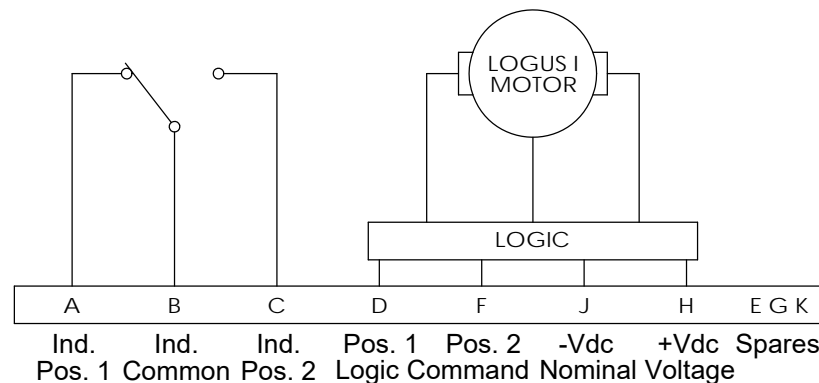 LOGUS I
MOTOR
LOGIC
A B C D F J H E G K
Ind. Ind. Ind. Pos. 1 Pos. 2 -Vdc +Vdc Spares
Pos. 1 Common Pos. 2 Logic Command Nominal Voltage